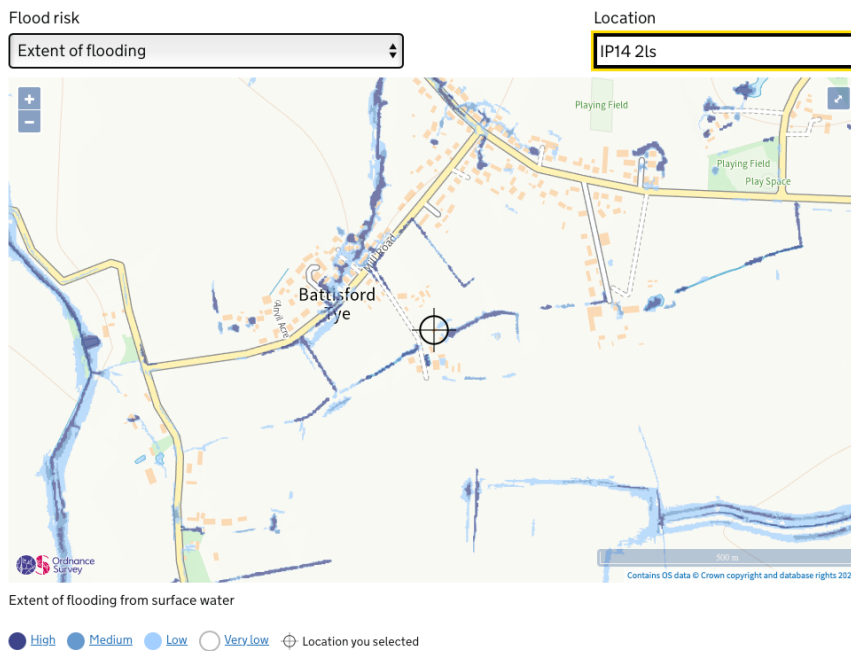 Flood risk
Location
Extent of flooding
IP14 2ls
+
−
Playing Field
Playing Field
Play Space
Mill Road
Battisford
Tye
Anvil Acre
Ordnance
Survey
500 m
Contains OS data © Crown copyright and database rights 202
Extent of flooding from surface water
High
Medium
Low
Very low
Location you selected